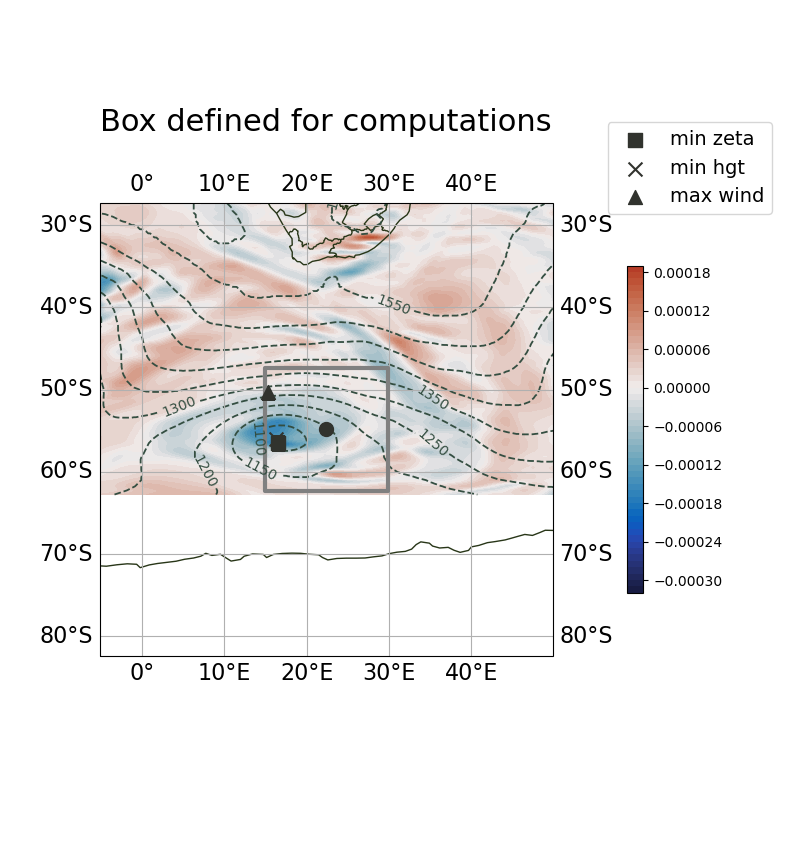 Box defined for computations
min zeta
min hgt
max wind
0° 10°E 20°E 30°E 40°E
30°S 30°S
40°S 40°S
50°S 50°S
60°S 60°S
70°S 70°S
80°S 80°S
0° 10°E 20°E 30°E 40°E
1550
1300
1350
1250
1100
1150
1200
0.00018
0.00012
0.00006
0.00000
−0.00006
−0.00012
−0.00018
−0.00024
−0.00030